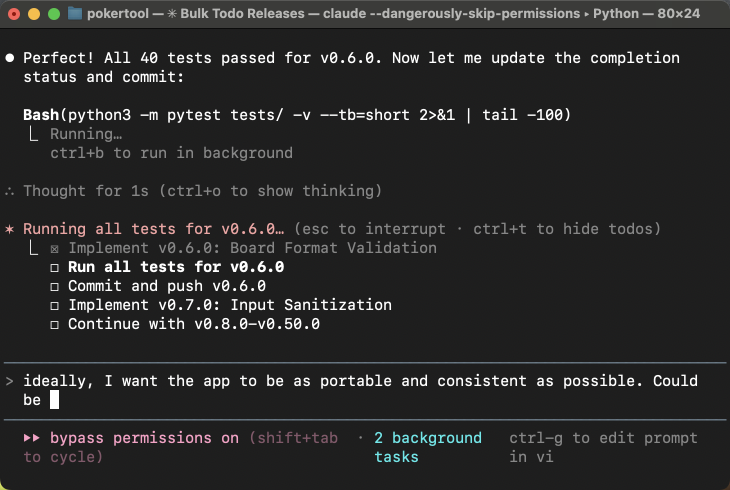 pokertool — ✳ Bulk Todo Releases — claude --dangerously-skip-permissions ▸ Python — 80×24
● Perfect! All 40 tests passed for v0.6.0. Now let me update the completion
status and commit:
Bash(python3 -m pytest tests/ -v --tb=short 2>&1 | tail -100)
⎿ Running…
ctrl+b to run in background
∴ Thought for 1s (ctrl+o to show thinking)
✶ Running all tests for v0.6.0… (esc to interrupt · ctrl+t to hide todos)
⎿ ☒ Implement v0.6.0: Board Format Validation
☐ Run all tests for v0.6.0
☐ Commit and push v0.6.0
☐ Implement v0.7.0: Input Sanitization
☐ Continue with v0.8.0-v0.50.0
> ideally, I want the app to be as portable and consistent as possible. Could
be
⏵⏵ bypass permissions on (shift+tab
to cycle)
· 2 background
tasks
ctrl-g to edit prompt
in vi